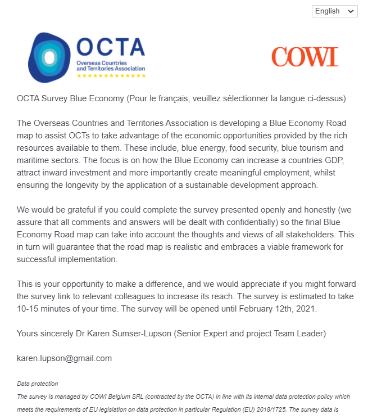 English
OCTA
Overseas Countries
and Territories Association
COWI
OCTA Survey Blue Economy (Pour le français, veuillez sélectionner la langue ci-dessus)
The Overseas Countries and Territories Association is developing a Blue Economy Road
map to assist OCTs to take advantage of the economic opportunities provided by the rich
resources available to them. These include, blue energy, food security, blue tourism and
maritime sectors. The focus is on how the Blue Economy can increase a countries GDP,
attract inward investment and more importantly create meaningful employment, whilst
ensuring the longevity by the application of a sustainable development approach.
We would be grateful if you could complete the survey presented openly and honestly (we
assure that all comments and answers will be dealt with confidentially) so the final Blue
Economy Road map can take into account the thoughts and views of all stakeholders. This
in turn will guarantee that the road map is realistic and embraces a viable framework for
successful implementation.
This is your opportunity to make a difference, and we would appreciate if you might forward
the survey link to relevant colleagues to increase its reach. The survey is estimated to take
10-15 minutes of your time. The survey will be opened until February 12th, 2021.
Yours sincerely Dr Karen Sumser-Lupson (Senior Expert and project Team Leader)
karen.lupson@gmail.com
Data protection
The survey is managed by COWI Belgium SRL (contracted by the OCTA) in line with its internal data protection policy which
meets the requirements of EU legislation on data protection in particular Regulation (EU) 2018/1725. The survey data is